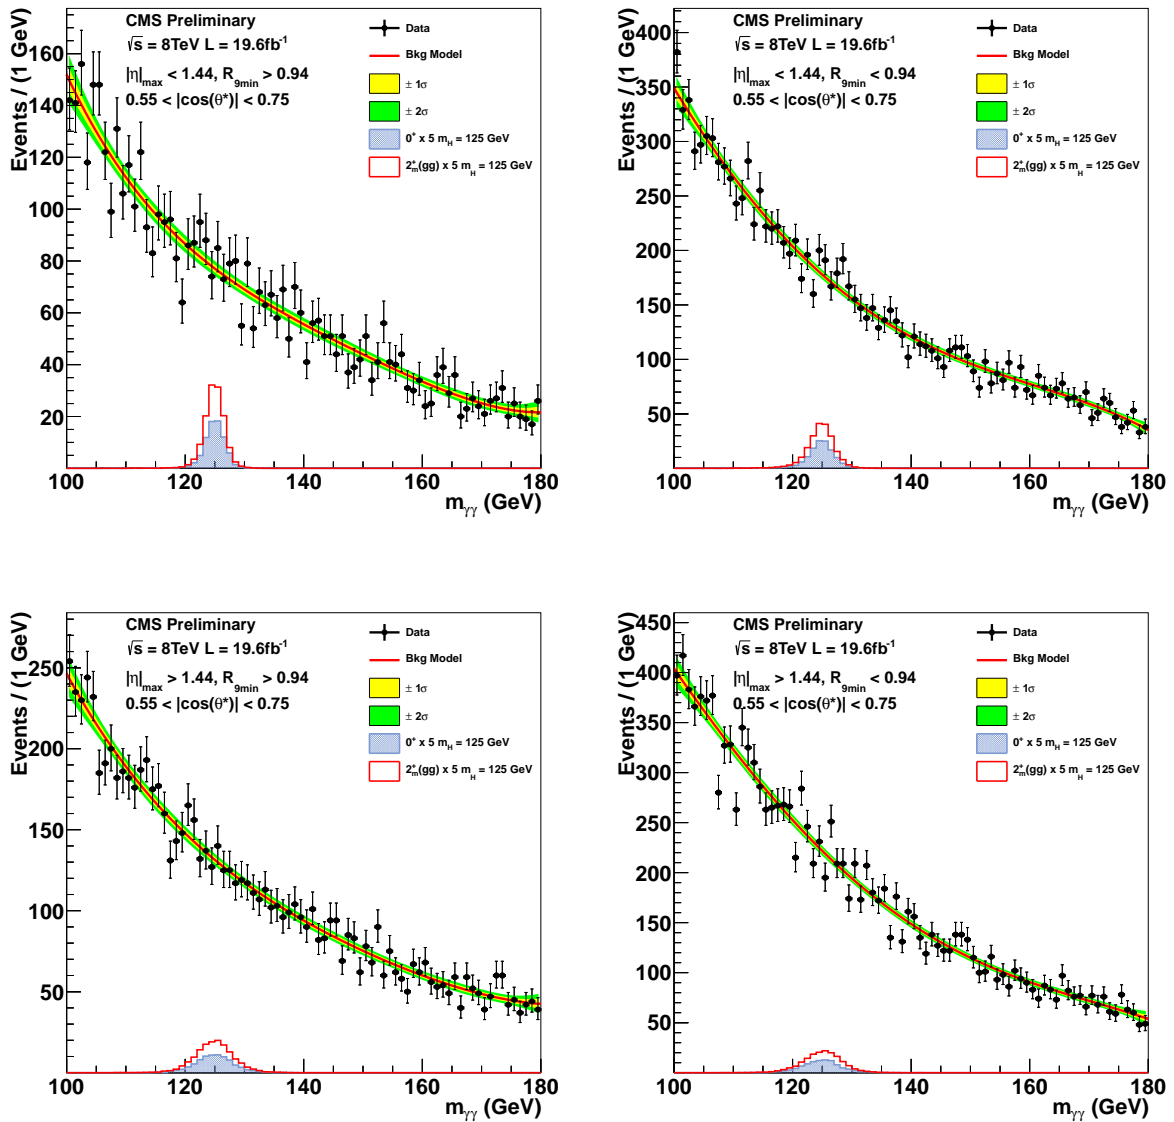 CMS Preliminary
√s = 8TeV L = 19.6fb⁻¹
|η|max < 1.44, R9min > 0.94
0.55 < |cos(θ*)| < 0.75
Data
Bkg Model
± 1σ
± 2σ
0⁺ x 5 m_H = 125 GeV
2⁺m(gg) x 5 m_H = 125 GeV
Events / (1 GeV)
160
140
120
100
80
60
40
20
100 120 140 160 180
mγγ (GeV)
CMS Preliminary
√s = 8TeV L = 19.6fb⁻¹
|η|max < 1.44, R9min < 0.94
0.55 < |cos(θ*)| < 0.75
Data
Bkg Model
± 1σ
± 2σ
0⁺ x 5 m_H = 125 GeV
2⁺m(gg) x 5 m_H = 125 GeV
Events / (1 GeV)
400
350
300
250
200
150
100
50
100 120 140 160 180
mγγ (GeV)
CMS Preliminary
√s = 8TeV L = 19.6fb⁻¹
|η|max > 1.44, R9min > 0.94
0.55 < |cos(θ*)| < 0.75
Data
Bkg Model
± 1σ
± 2σ
0⁺ x 5 m_H = 125 GeV
2⁺m(gg) x 5 m_H = 125 GeV
Events / (1 GeV)
250
200
150
100
50
100 120 140 160 180
mγγ (GeV)
CMS Preliminary
√s = 8TeV L = 19.6fb⁻¹
|η|max > 1.44, R9min < 0.94
0.55 < |cos(θ*)| < 0.75
Data
Bkg Model
± 1σ
± 2σ
0⁺ x 5 m_H = 125 GeV
2⁺m(gg) x 5 m_H = 125 GeV
Events / (1 GeV)
450
400
350
300
250
200
150
100
50
100 120 140 160 180
mγγ (GeV)